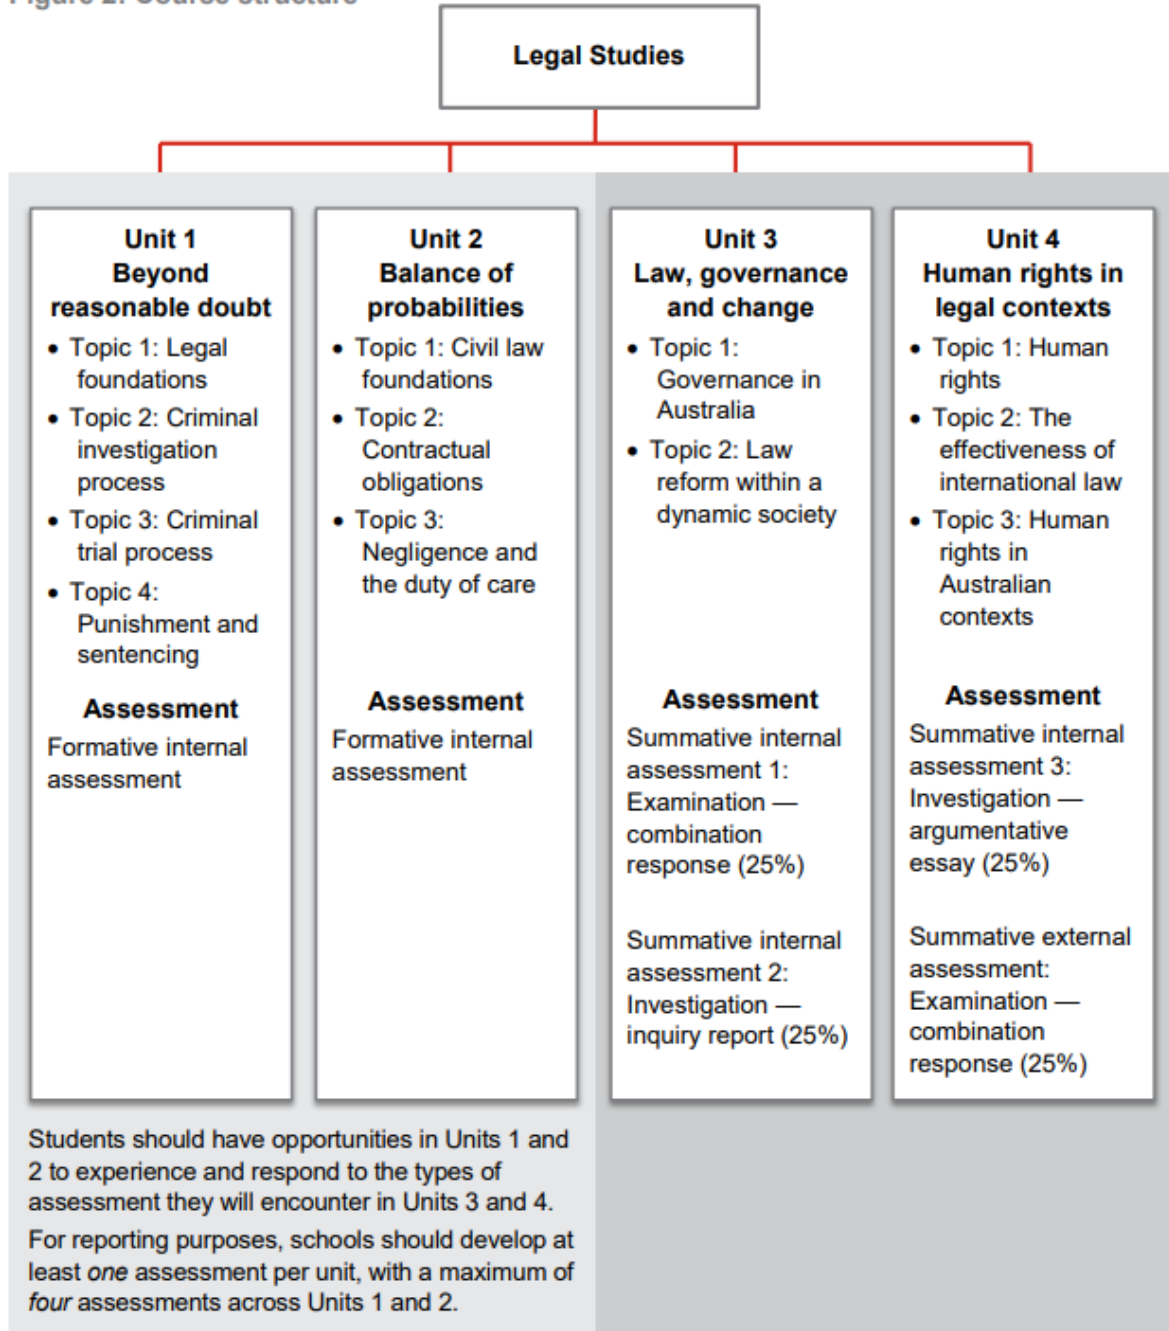 Figure 2: Course structure
Legal Studies
Unit 1
Beyond
reasonable doubt
• Topic 1: Legal
foundations
• Topic 2: Criminal
investigation
process
• Topic 3: Criminal
trial process
• Topic 4:
Punishment and
sentencing
Assessment
Formative internal
assessment
Unit 2
Balance of
probabilities
• Topic 1: Civil law
foundations
• Topic 2:
Contractual
obligations
• Topic 3:
Negligence and
the duty of care
Assessment
Formative internal
assessment
Unit 3
Law, governance
and change
• Topic 1:
Governance in
Australia
• Topic 2: Law
reform within a
dynamic society
Assessment
Summative internal
assessment 1:
Examination —
combination
response (25%)
Summative internal
assessment 2:
Investigation —
inquiry report (25%)
Unit 4
Human rights in
legal contexts
• Topic 1: Human
rights
• Topic 2: The
effectiveness of
international law
• Topic 3: Human
rights in
Australian
contexts
Assessment
Summative internal
assessment 3:
Investigation —
argumentative
essay (25%)
Summative external
assessment:
Examination —
combination
response (25%)
Students should have opportunities in Units 1 and
2 to experience and respond to the types of
assessment they will encounter in Units 3 and 4.
For reporting purposes, schools should develop at
least one assessment per unit, with a maximum of
four assessments across Units 1 and 2.